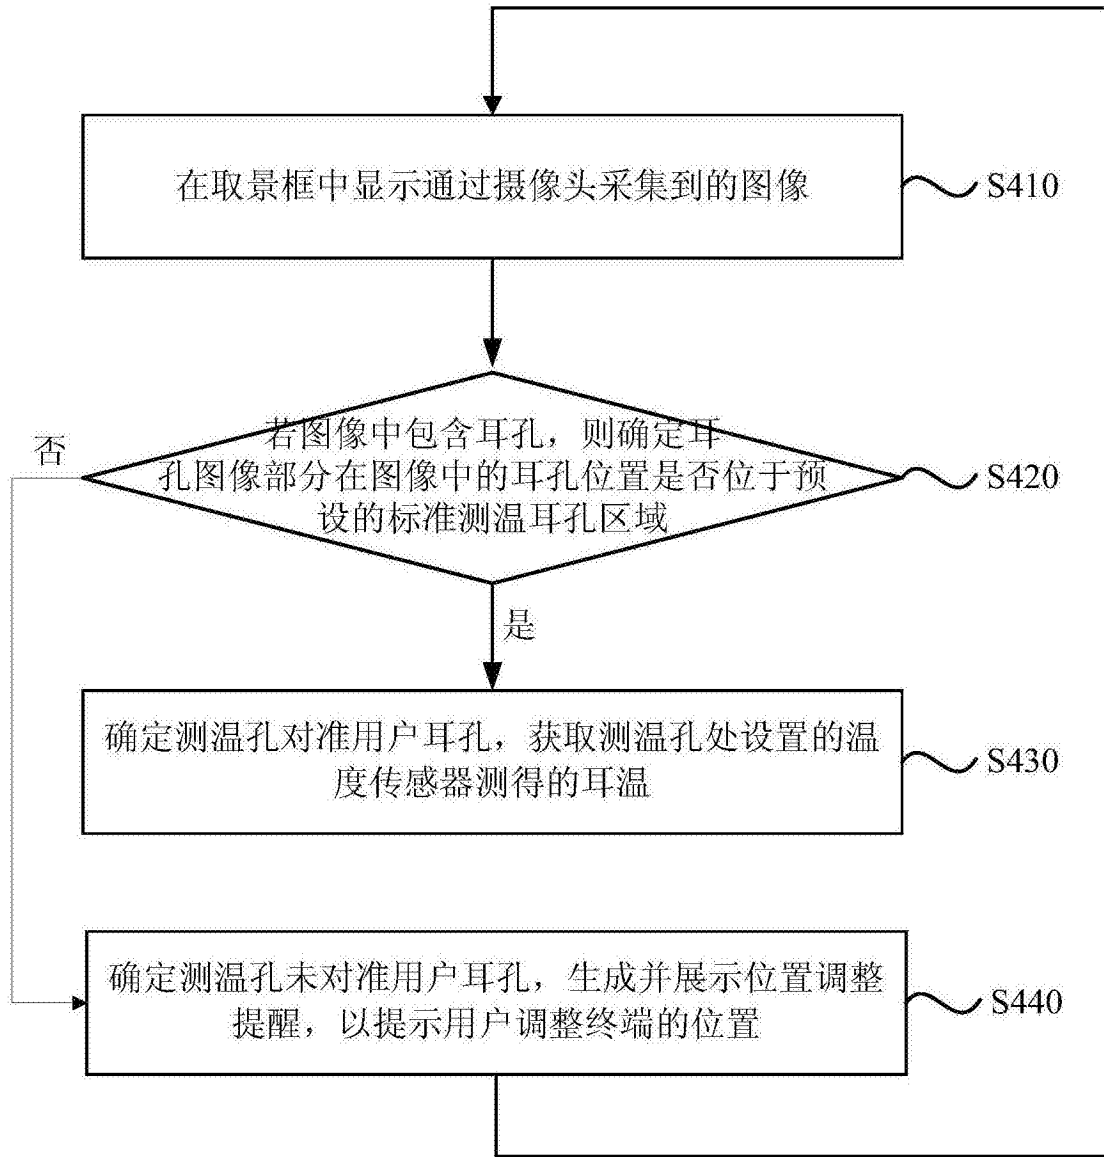 在取景框中显示通过摄像头采集到的图像
S410
若图像中包含耳孔，则确定耳
孔图像部分在图像中的耳孔位置是否位于预
设的标准测温耳孔区域
S420
否
是
确定测温孔对准用户耳孔，获取测温孔处设置的温
度传感器测得的耳温
S430
确定测温孔未对准用户耳孔，生成并展示位置调整
提醒，以提示用户调整终端的位置
S440